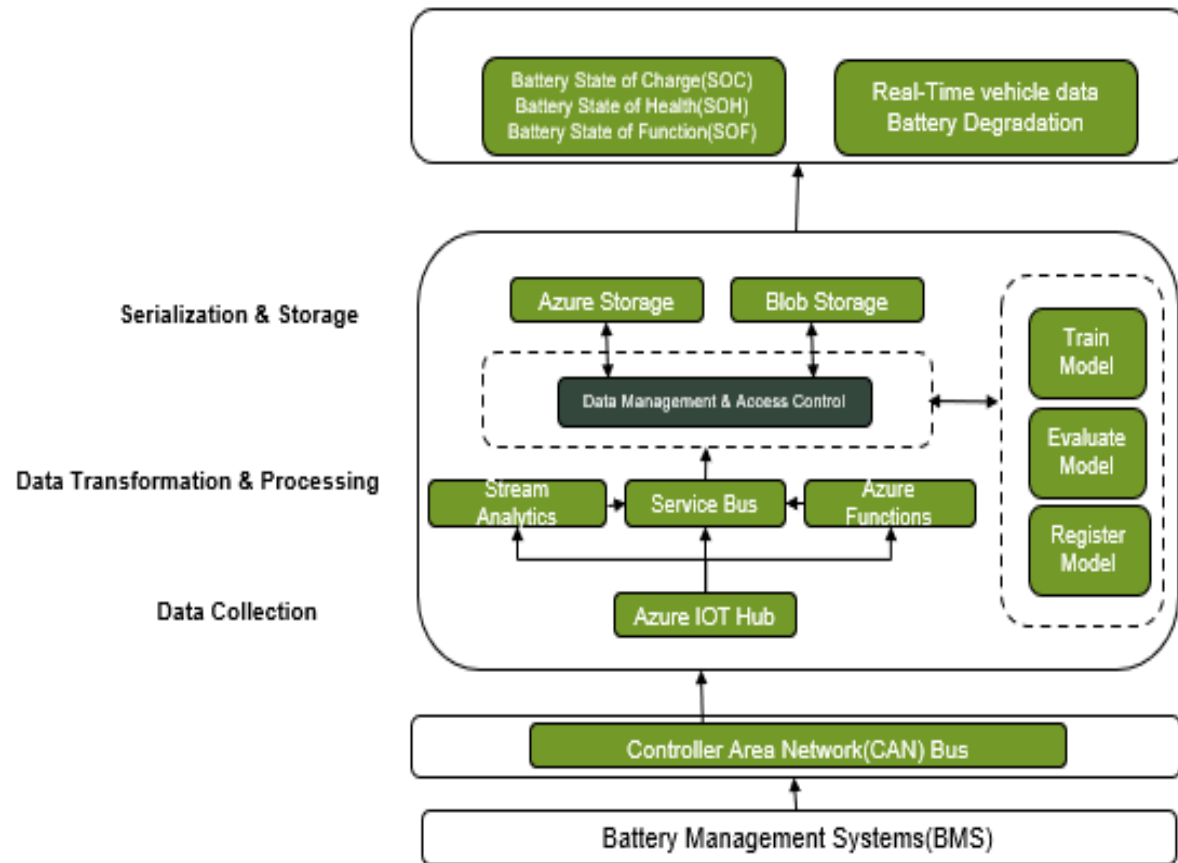 Battery State of Charge(SOC)
Battery State of Health(SOH)
Battery State of Function(SOF)
Real-Time vehicle data
Battery Degradation
Serialization & Storage
Azure Storage
Blob Storage
Train
Model
Data Management & Access Control
Evaluate
Model
Data Transformation & Processing
Stream
Analytics
Service Bus
Azure
Functions
Register
Model
Data Collection
Azure IOT Hub
Controller Area Network(CAN) Bus
Battery Management Systems(BMS)